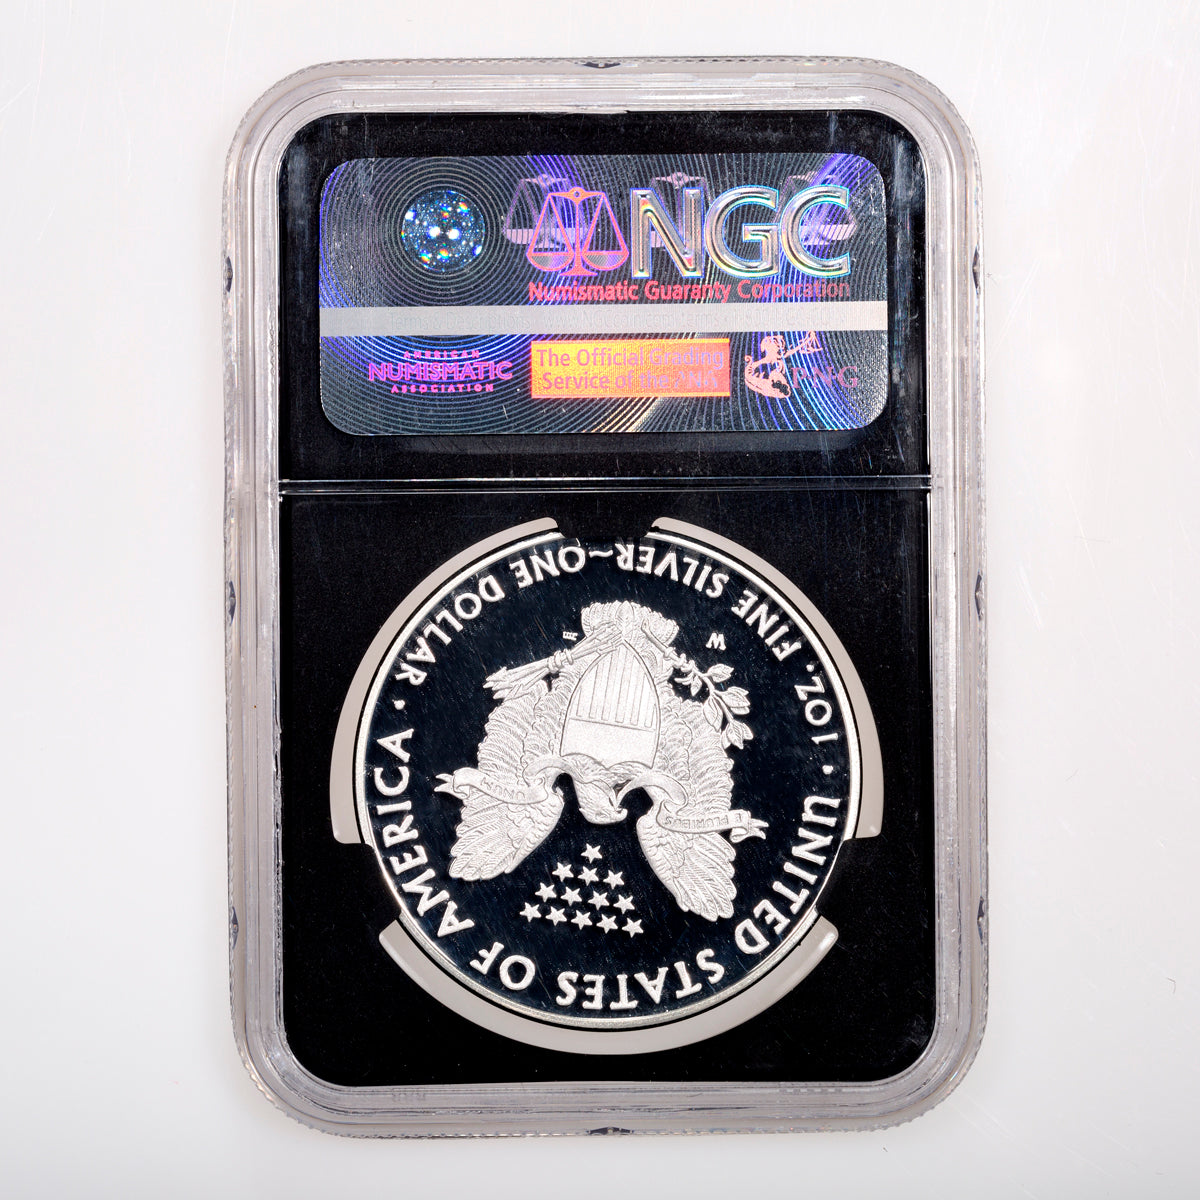 NGC
Numismatic Guaranty Corporation
AMERICAN
NUMISMATIC
ASSOCIATION
The Official Grading
Service of the PNG
PNG
1 OZ. FINE SILVER~ONE DOLLAR
W
E PLURIBUS
UNUM
UNITED STATES OF AMERICA